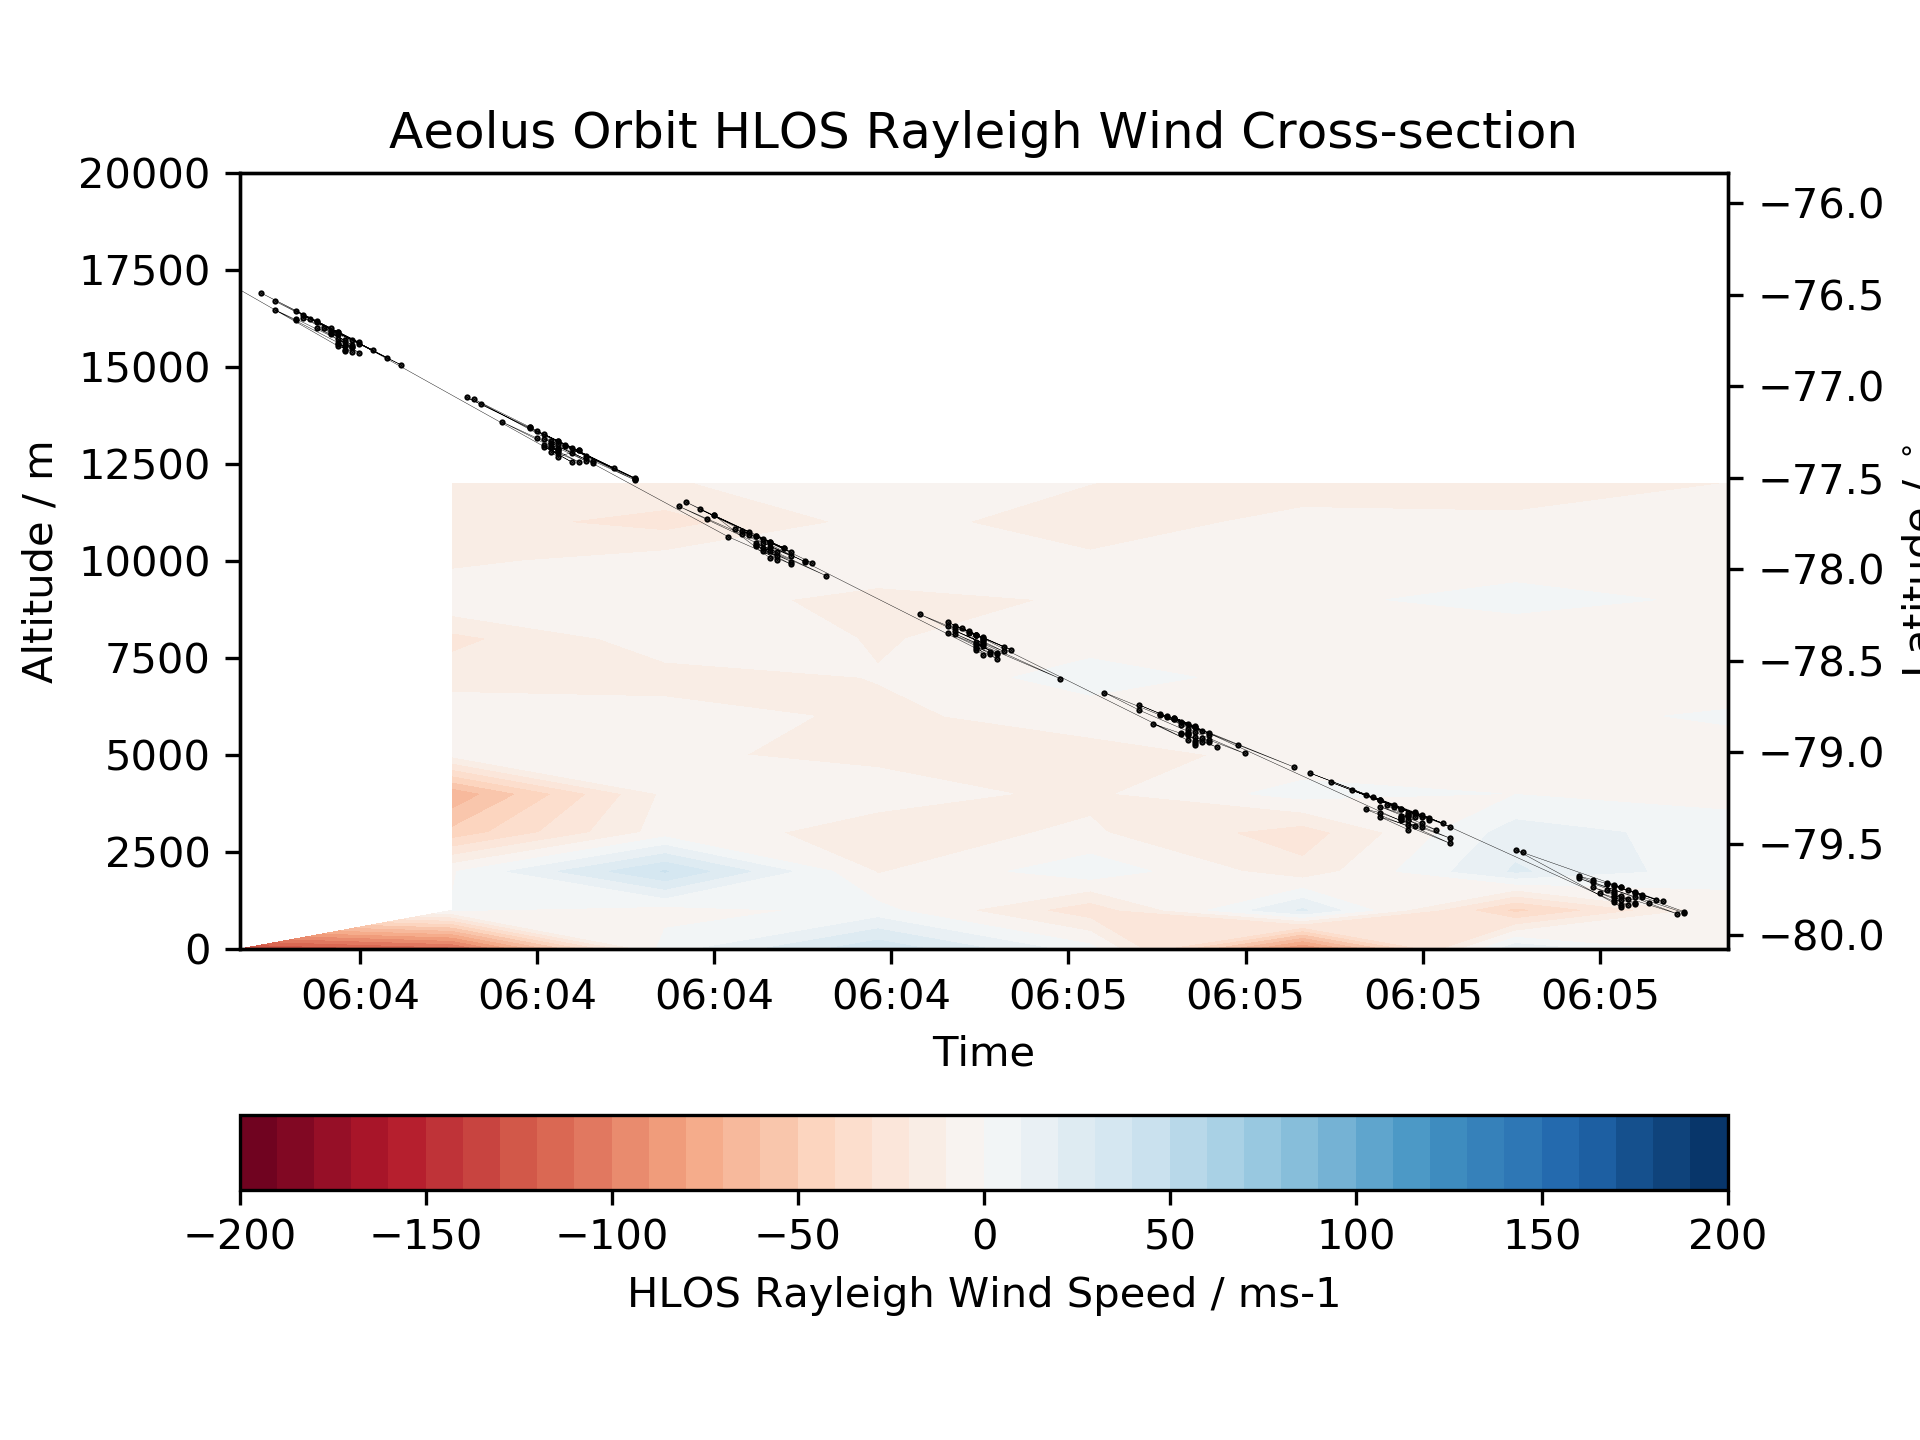 Aeolus Orbit HLOS Rayleigh Wind Cross-section
20000
17500
15000
12500
10000
7500
5000
2500
0
Altitude / m
−76.0
−76.5
−77.0
−77.5
−78.0
−78.5
−79.0
−79.5
−80.0
Latitude / °
06:04 06:04 06:04 06:04 06:05 06:05 06:05 06:05
Time
−200 −150 −100 −50 0 50 100 150 200
HLOS Rayleigh Wind Speed / ms-1